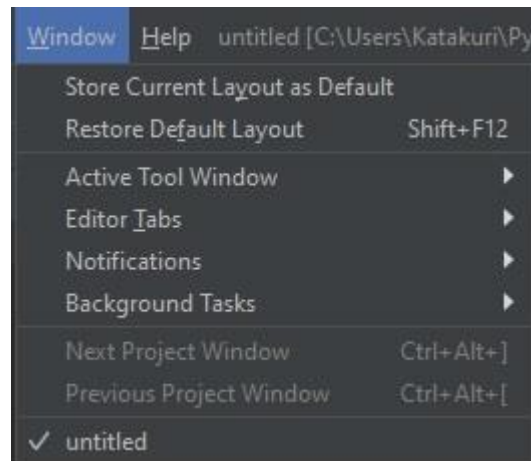 Window Help untitled [C:\Users\Katakuri\Py
Store Current Layout as Default
Restore Default Layout Shift+F12
Active Tool Window
Editor Tabs
Notifications
Background Tasks
Next Project Window Ctrl+Alt+]
Previous Project Window Ctrl+Alt+[
untitled